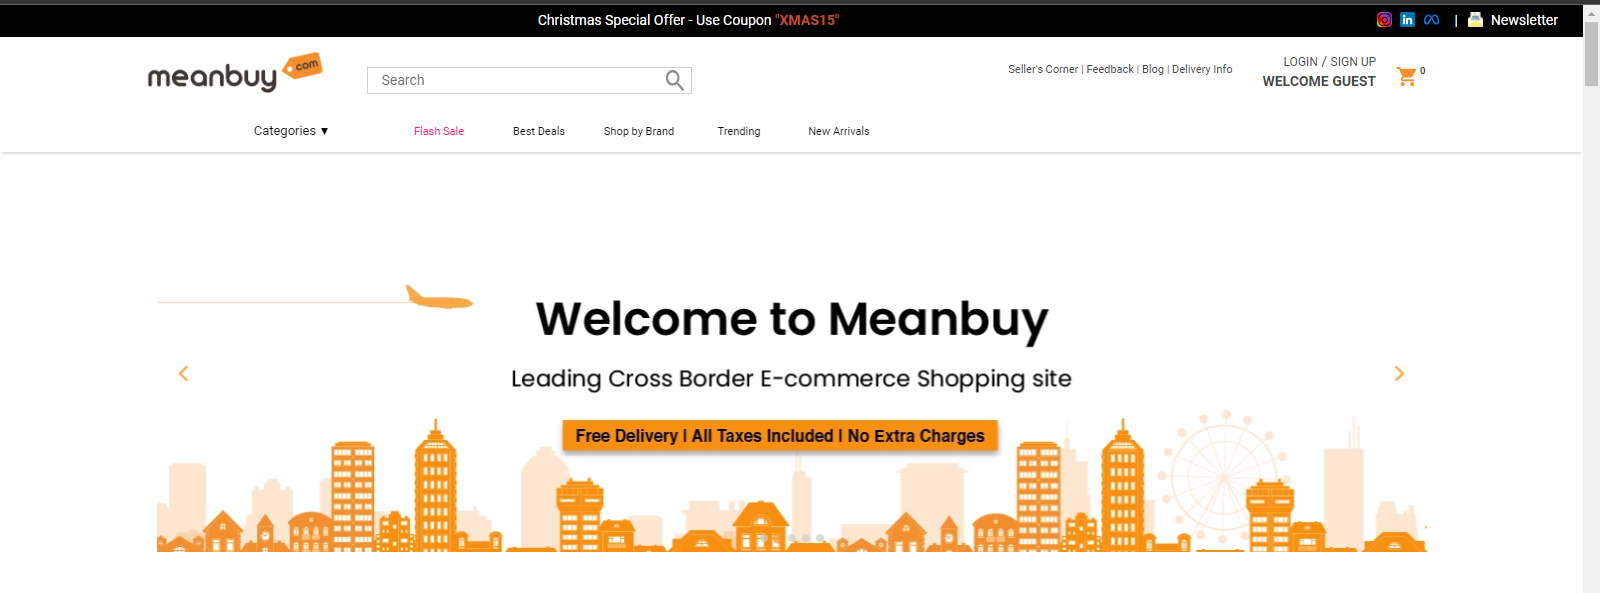 Christmas Special Offer - Use Coupon "XMAS15"
| Newsletter
meanbuy .com
Search
Seller's Corner | Feedback | Blog | Delivery Info
LOGIN / SIGN UP
WELCOME GUEST
0
Categories ▼ Flash Sale Best Deals Shop by Brand Trending New Arrivals
Welcome to Meanbuy
Leading Cross Border E-commerce Shopping site
Free Delivery | All Taxes Included | No Extra Charges